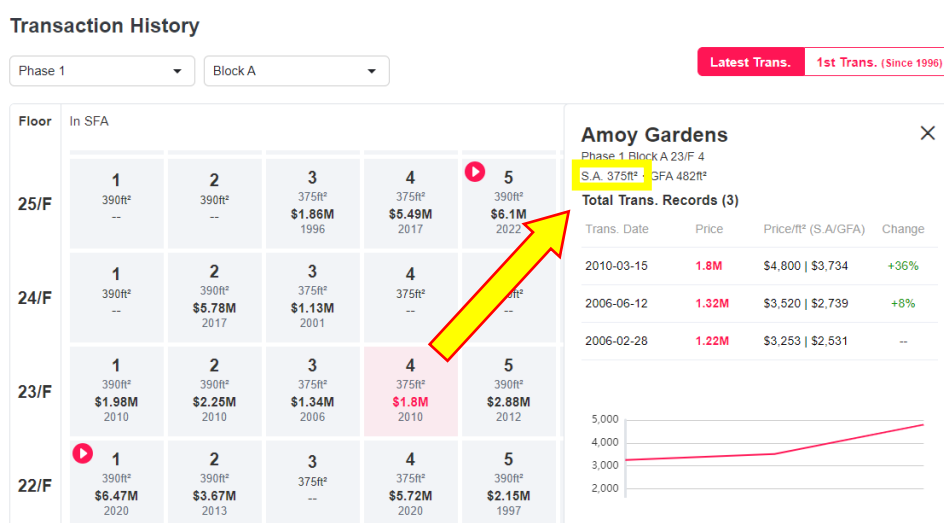 Transaction History
Phase 1
Block A
Latest Trans.
1st Trans. (Since 1996)
Floor In SFA
25/F
1
390ft²
--
2
390ft²
--
3
375ft²
$1.86M
1996
4
375ft²
$5.49M
2017
5
390ft²
$6.1M
2022
24/F
1
390ft²
--
2
390ft²
$5.78M
2017
3
375ft²
$1.13M
2001
4
375ft²
--
--
23/F
1
390ft²
$1.98M
2010
2
390ft²
$2.25M
2010
3
375ft²
$1.34M
2006
4
375ft²
$1.8M
2010
5
390ft²
$2.88M
2012
22/F
1
390ft²
$6.47M
2020
2
390ft²
$3.67M
2013
3
375ft²
--
4
375ft²
$5.72M
2020
5
390ft²
$2.15M
1997
Amoy Gardens
Phase 1 Block A 23/F 4
S.A. 375ft² · GFA 482ft²
Total Trans. Records (3)
Trans. Date Price Price/ft² (S.A/GFA) Change
2010-03-15 1.8M $4,800 | $3,734 +36%
2006-06-12 1.32M $3,520 | $2,739 +8%
2006-02-28 1.22M $3,253 | $2,531 --
5,000
4,000
3,000
2,000